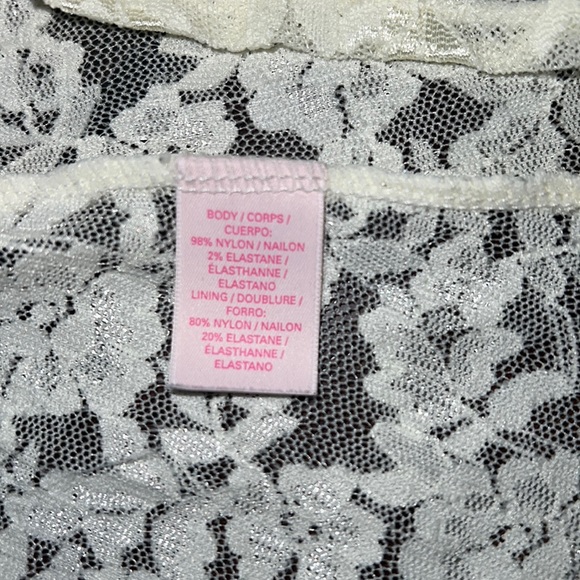 BODY / CORPS /
CUERPO:
98% NYLON / NAILON
2% ELASTANE /
ÉLASTHANNE /
ELASTANO
LINING / DOUBLURE /
FORRO:
80% NYLON / NAILON
20% ELASTANE /
ÉLASTHANNE /
ELASTANO